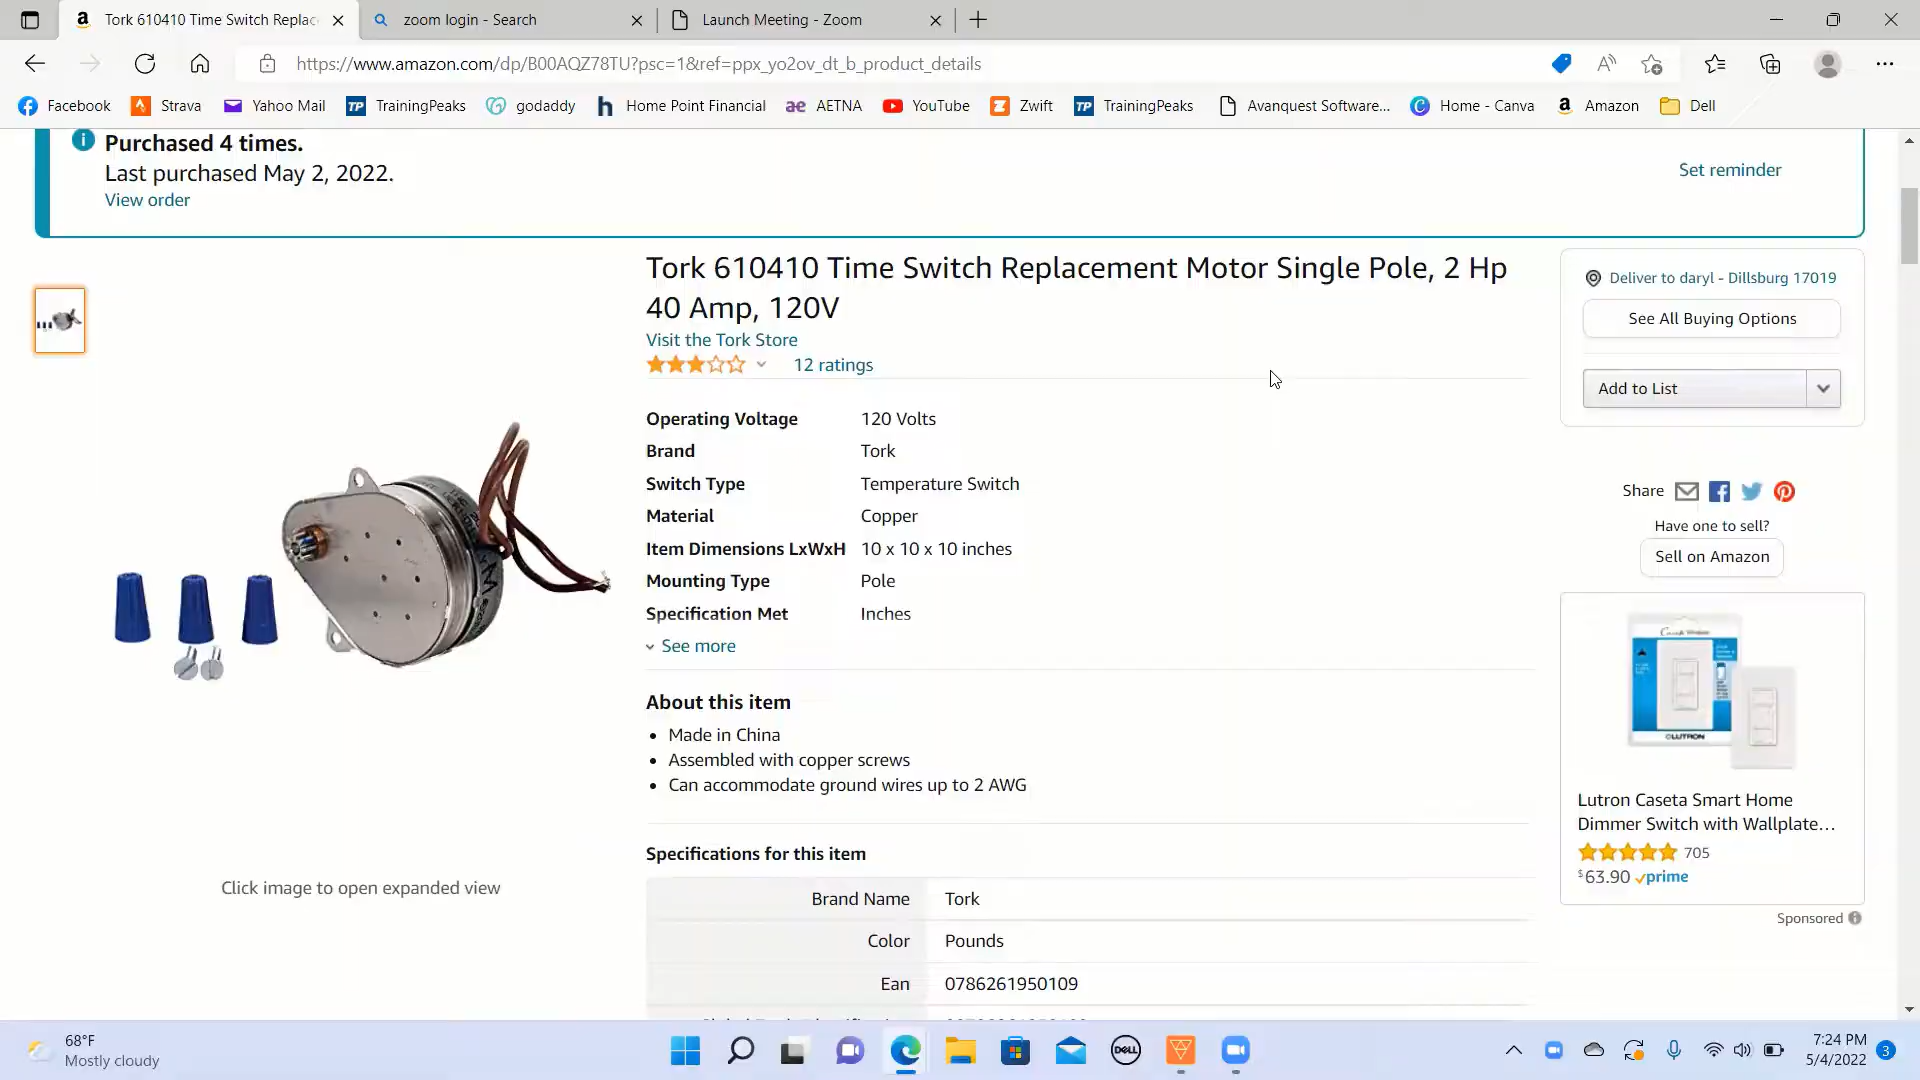 Tork 610410 Time Switch Replac
zoom login - Search
Launch Meeting - Zoom
https://www.amazon.com/dp/B00AQZ78TU?psc=1&ref=ppx_yo2ov_dt_b_product_details
Facebook
Strava
Yahoo Mail
TP TrainingPeaks
godaddy
h Home Point Financial
ae AETNA
YouTube
Z Zwift
TP TrainingPeaks
Avanquest Software...
C Home - Canva
a Amazon
Dell
Purchased 4 times.
Last purchased May 2, 2022.
View order
Set reminder
Tork 610410 Time Switch Replacement Motor Single Pole, 2 Hp
40 Amp, 120V
Visit the Tork Store
12 ratings
Operating Voltage 120 Volts
Brand Tork
Switch Type Temperature Switch
Material Copper
Item Dimensions LxWxH 10 x 10 x 10 inches
Mounting Type Pole
Specification Met Inches
See more
About this item
• Made in China
• Assembled with copper screws
• Can accommodate ground wires up to 2 AWG
Specifications for this item
Brand Name Tork
Color Pounds
Ean 0786261950109
Click image to open expanded view
Deliver to daryl - Dillsburg 17019
See All Buying Options
Add to List
Share
Have one to sell?
Sell on Amazon
LUTRON
Lutron Caseta Smart Home
Dimmer Switch with Wallplate...
705
$63.90 prime
Sponsored
68°F
Mostly cloudy
DELL
7:24 PM
5/4/2022
3